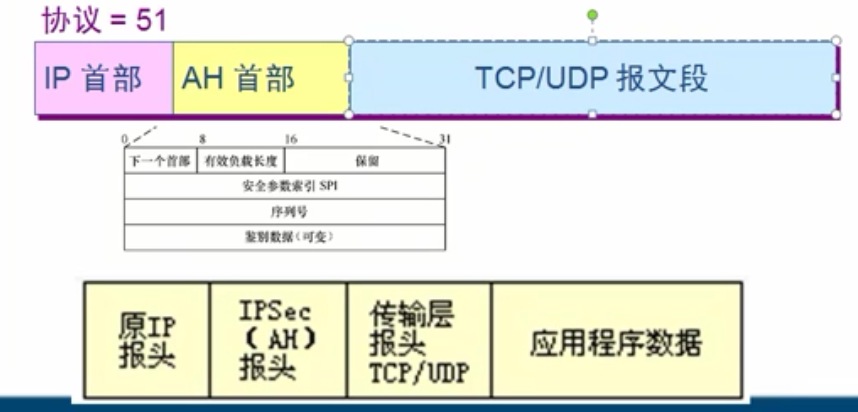 协议 = 51
IP 首部 AH 首部 TCP/UDP 报文段
0 8 16 31
下一个首部 有效负载长度 保留
安全参数索引 SPI
序列号
鉴别数据（可变）
原IP
报头
IPSec
（AH）
报头
传输层
报头
TCP/UDP
应用程序数据